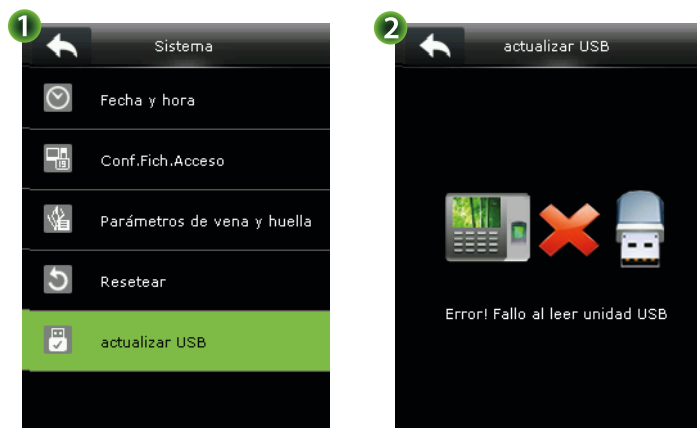 1
Sistema
Fecha y hora
Conf.Fich.Acceso
Parámetros de vena y huella
Resetear
actualizar USB
2
actualizar USB
Error! Fallo al leer unidad USB